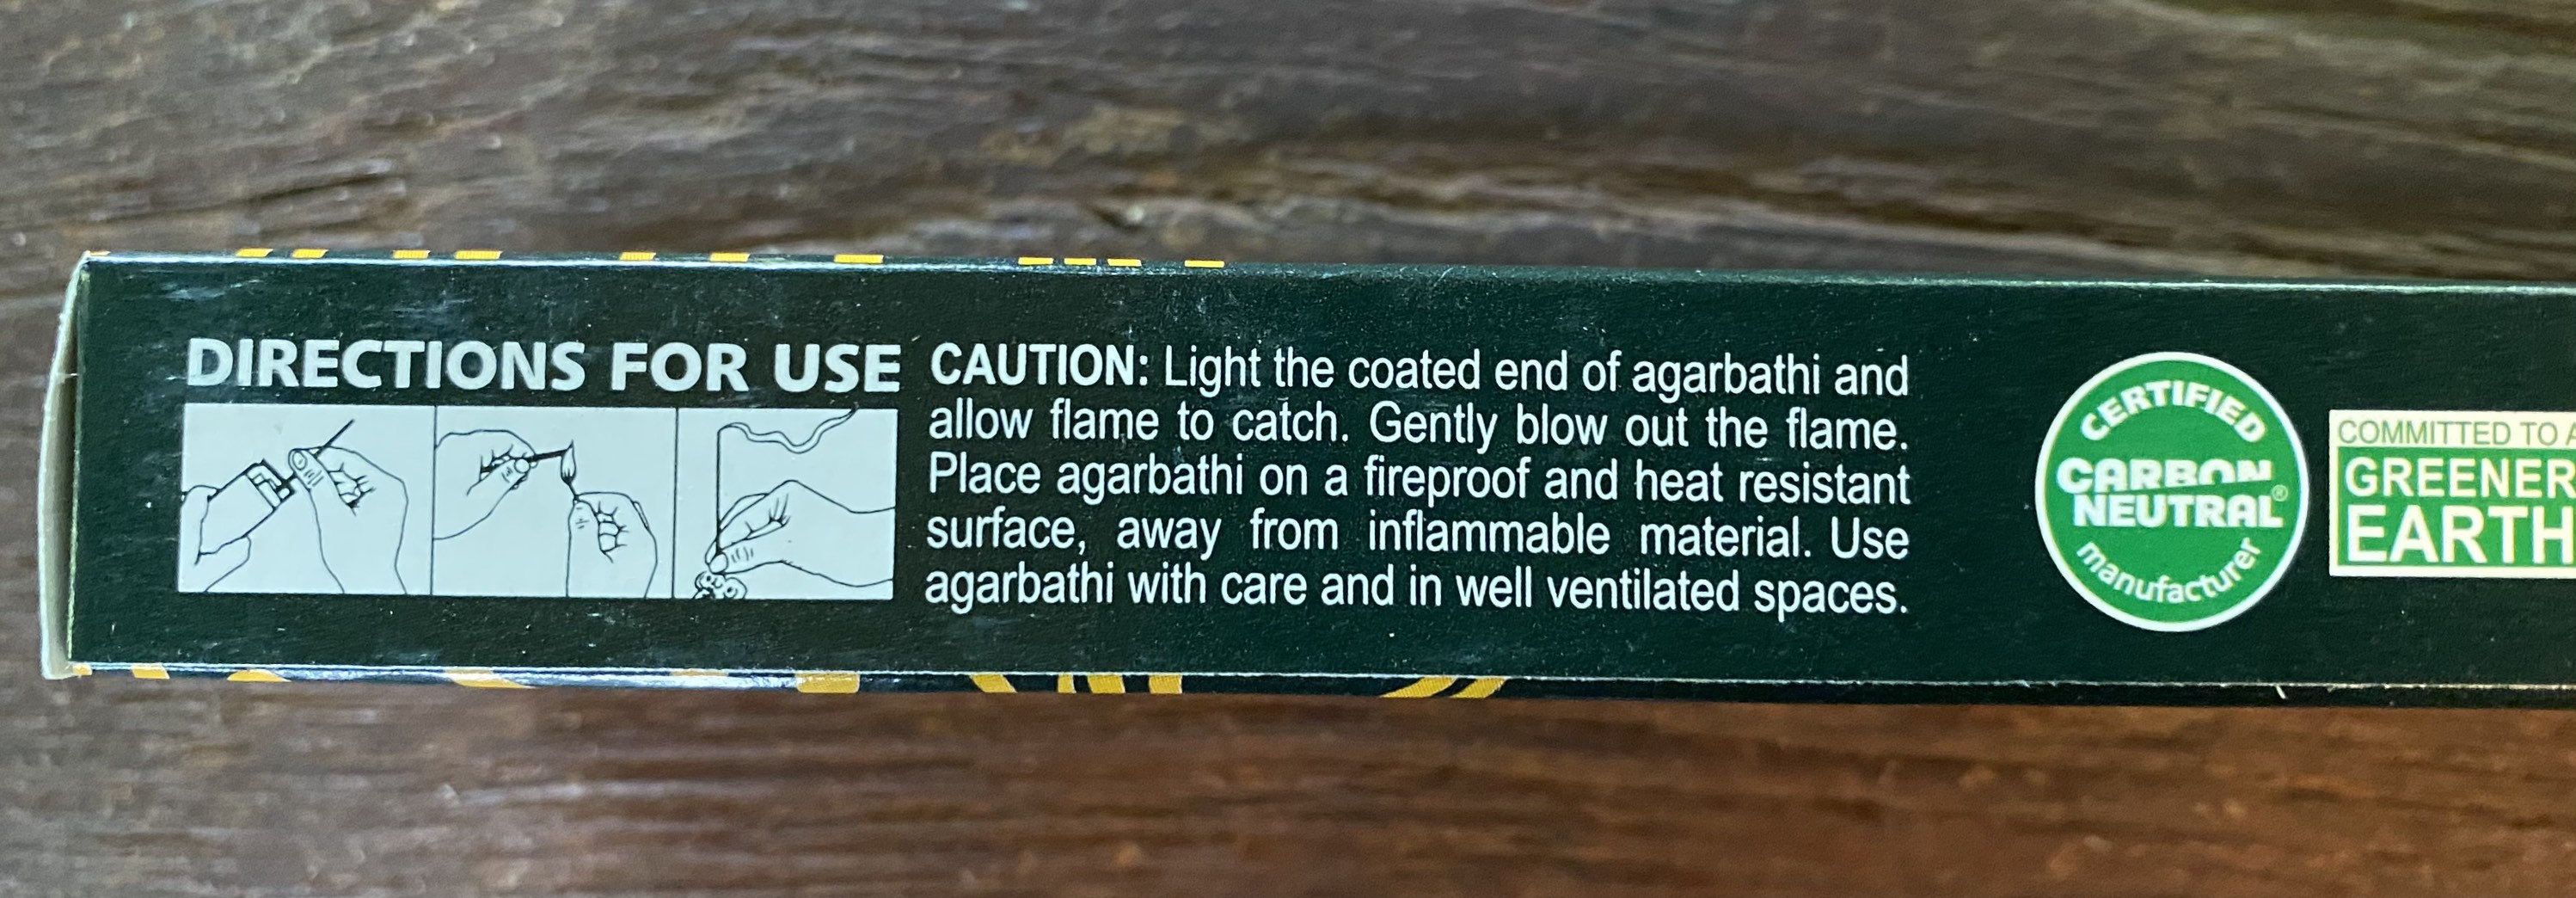 DIRECTIONS FOR USE
CAUTION: Light the coated end of agarbathi and
allow flame to catch. Gently blow out the flame.
Place agarbathi on a fireproof and heat resistant
surface, away from inflammable material. Use
agarbathi with care and in well ventilated spaces.
CERTIFIED
CARBON
NEUTRAL®
manufacturer
COMMITTED TO A
GREENER
EARTH